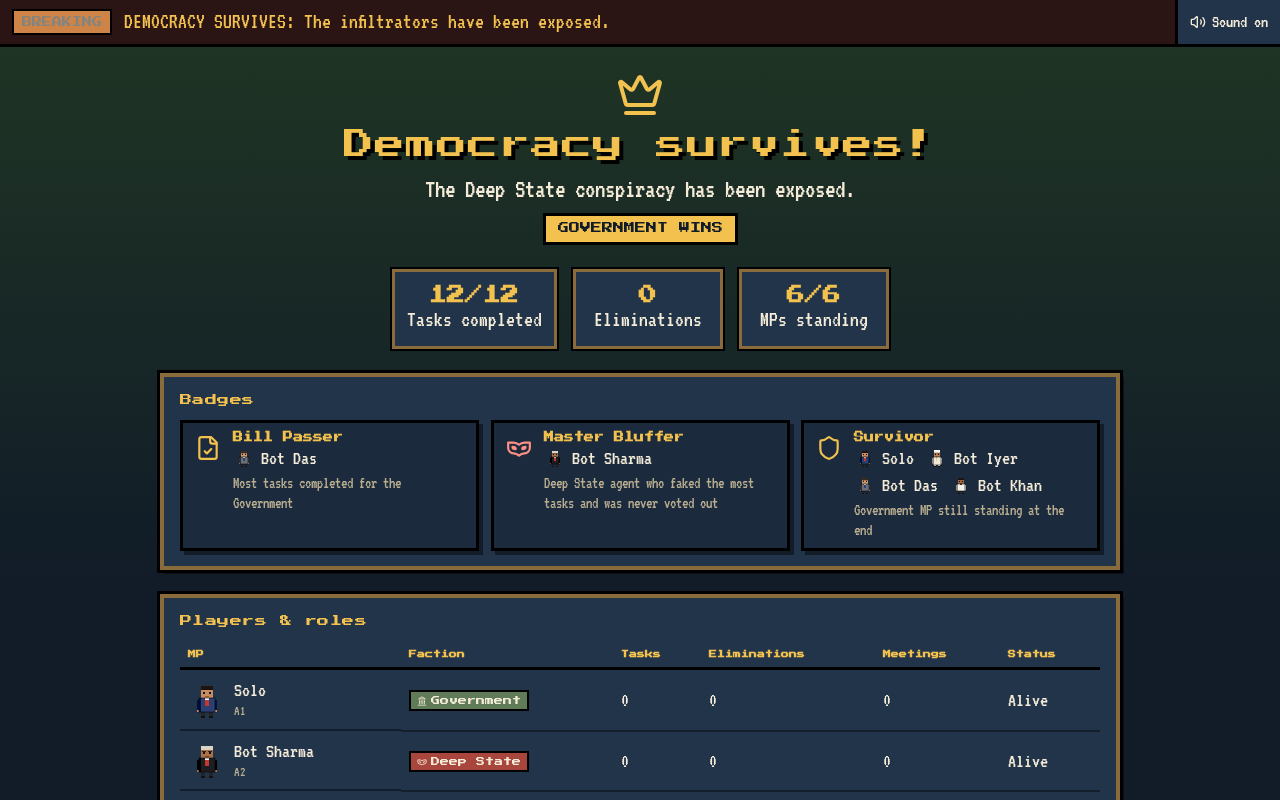 BREAKING DEMOCRACY SURVIVES: The infiltrators have been exposed. Sound on
Democracy survives!
The Deep State conspiracy has been exposed.
GOVERNMENT WINS
12/12 0 6/6
Tasks completed Eliminations MPs standing
Badges
Bill Passer
Bot Das
Most tasks completed for the
Government
Master Bluffer
Bot Sharma
Deep State agent who faked the most
tasks and was never voted out
Survivor
Solo Bot Iyer
Bot Das Bot Khan
Government MP still standing at the
end
Players & roles
MP Faction Tasks Eliminations Meetings Status
Solo
A1
Government 0 0 0 Alive
Bot Sharma
A2
Deep State 0 0 0 Alive